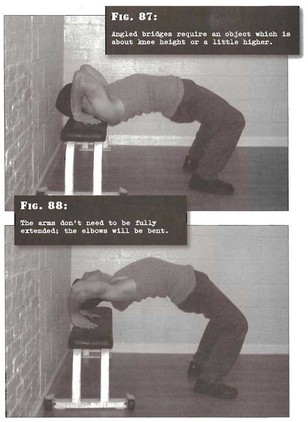 FIG. 87:
Angled bridges require an object which is
about knee height or a little higher.
FIG. 88:
The arms don't need to be fully
extended; the elbows will be bent.